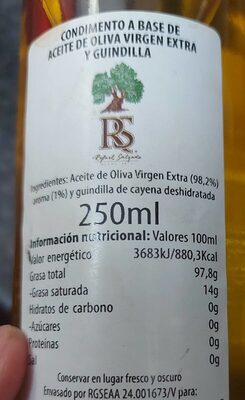 CONDIMENTO A BASE DE
ACEITE DE OLIVA VIRGEN EXTRA
Y GUINDILLA
RS
Rafael Salgado
Ingredientes: Aceite de Oliva Virgen Extra (98,2%)
aroma (1%) y guindilla de cayena deshidratada
250ml
Información nutricional: Valores 100ml
Valor energético 3683kJ/880,3Kcal
Grasa total 97,8g
-Grasa saturada 14g
Hidratos de carbono 0g
-Azúcares 0g
Proteinas 0g
Sal 0g
Conservar en lugar fresco y oscuro
Envasado por RGSEAA 24.001673/V para: